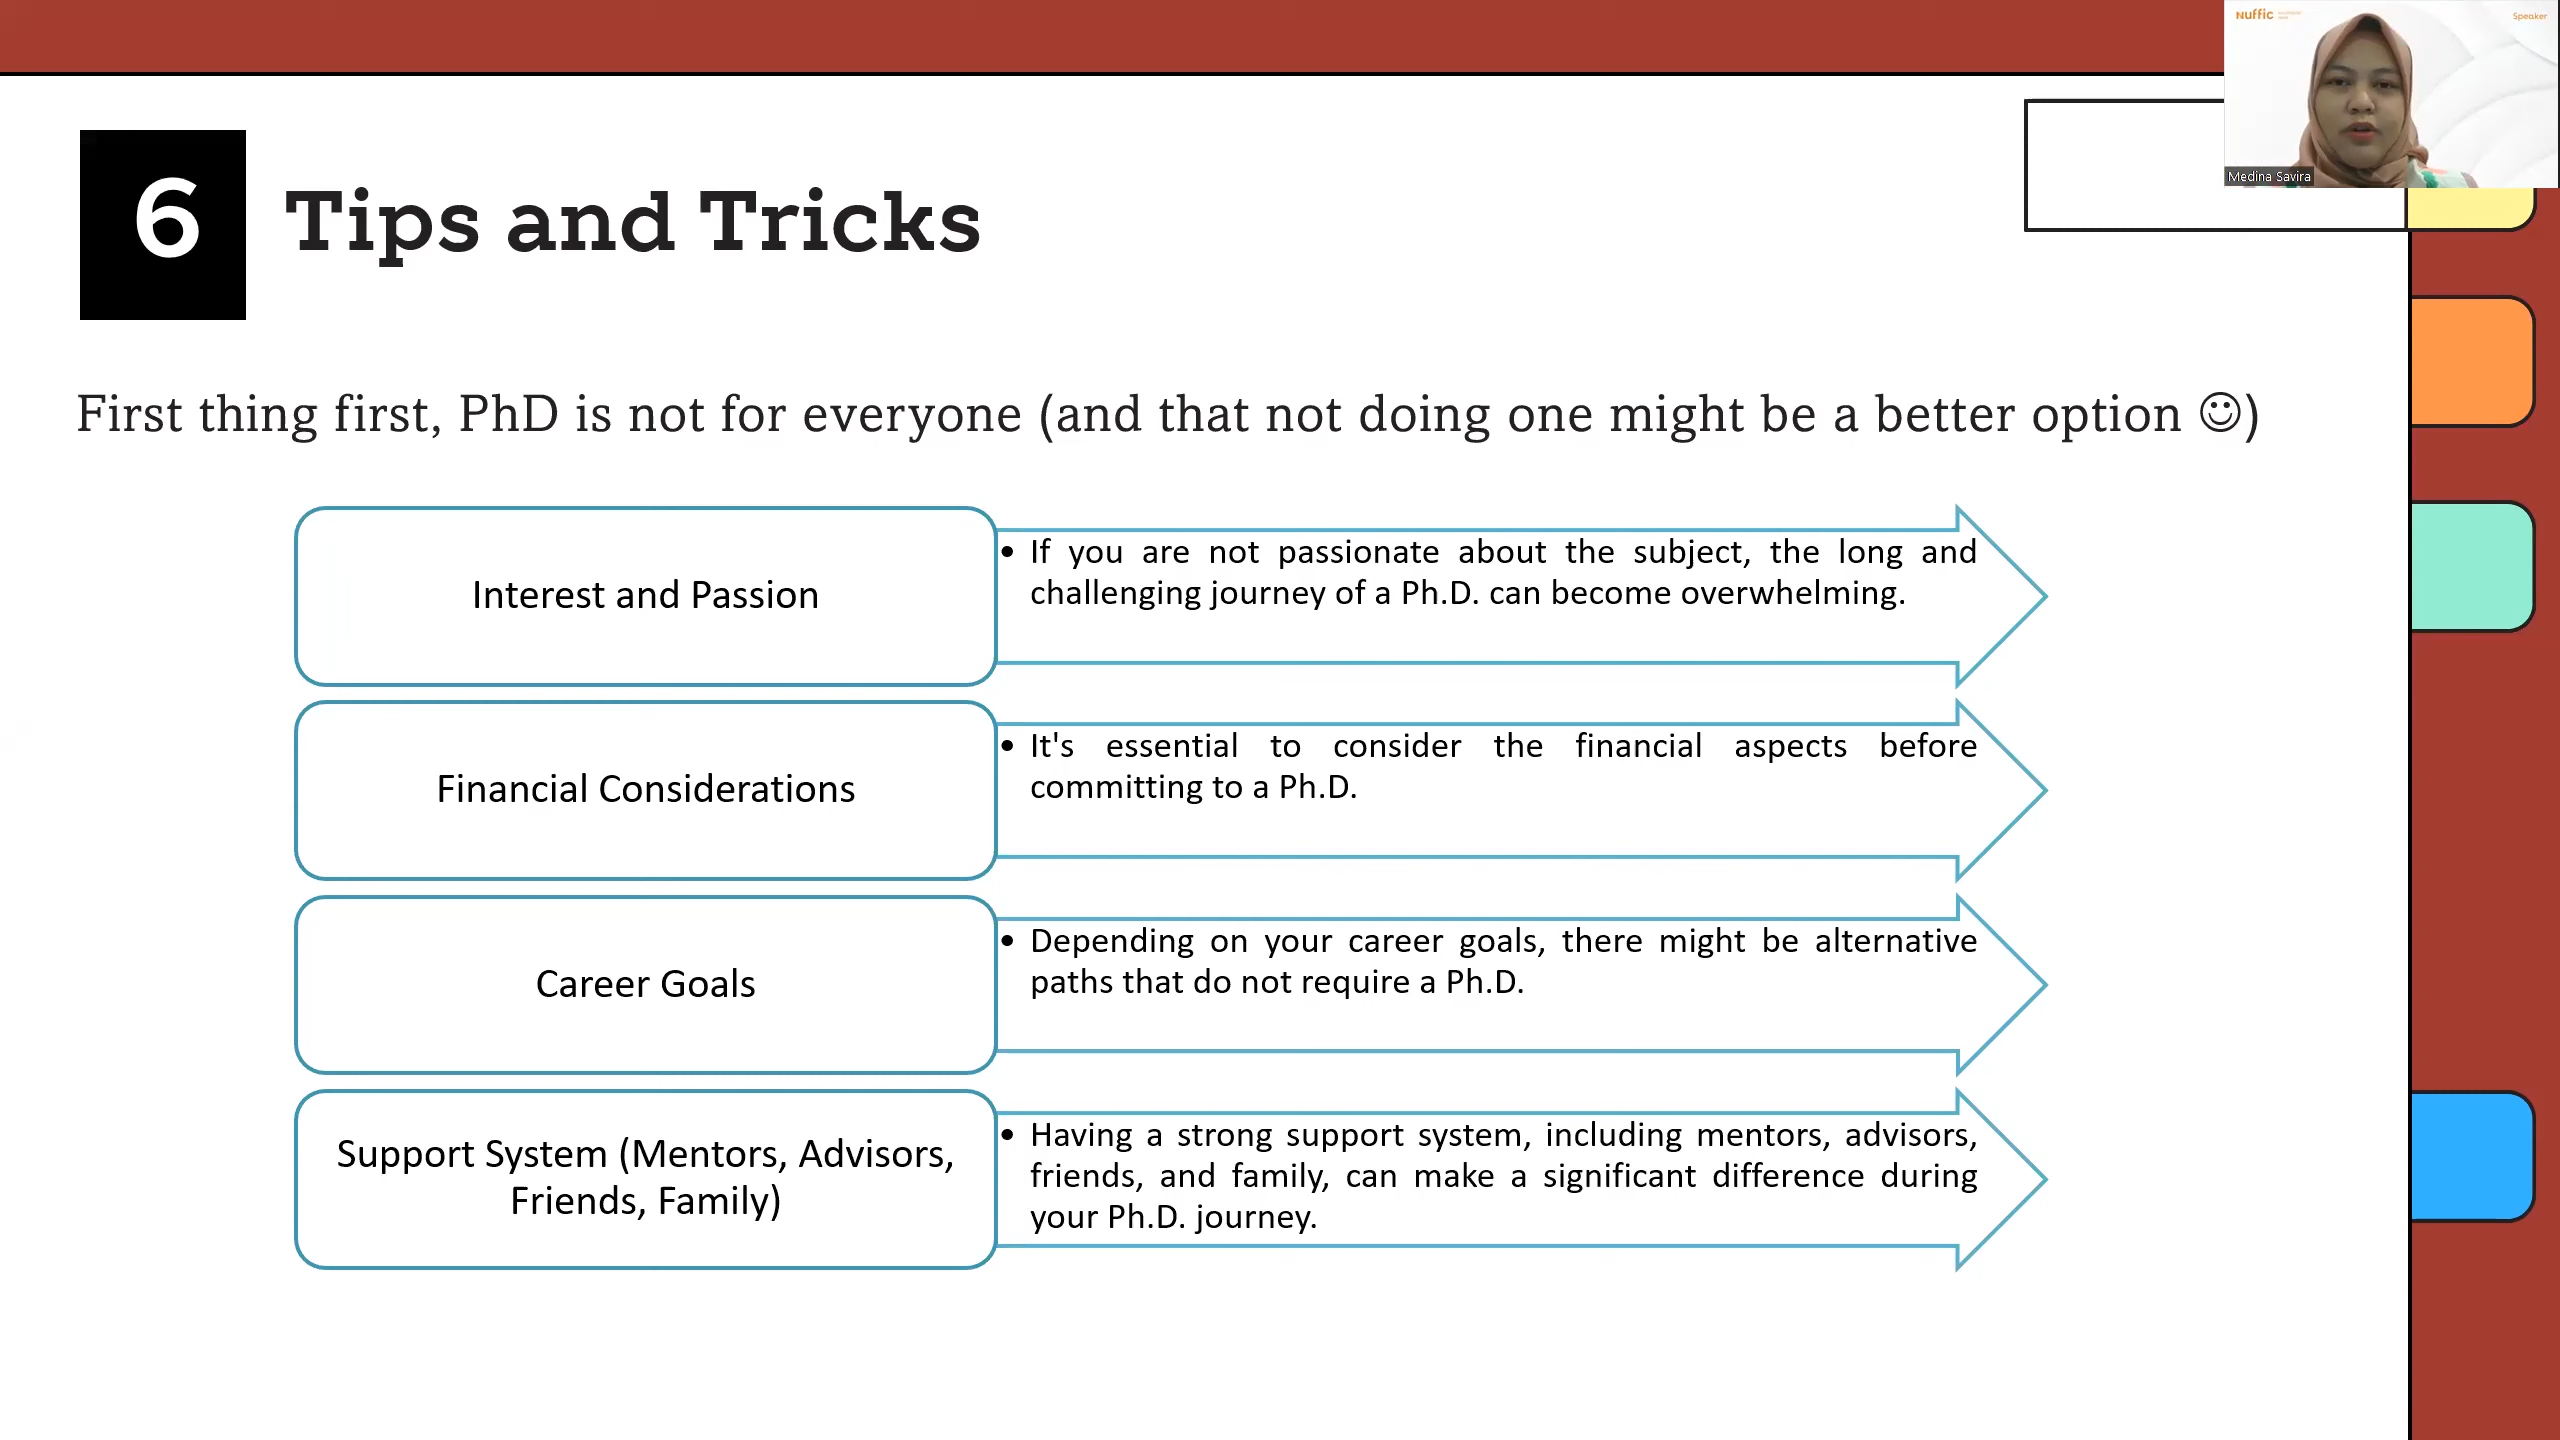 Nuffic
Speaker
Medina Savira
6
Tips and Tricks
First thing first, PhD is not for everyone (and that not doing one might be a better option ☺)
Interest and Passion
• If you are not passionate about the subject, the long and
challenging journey of a Ph.D. can become overwhelming.
Financial Considerations
• It's essential to consider the financial aspects before
committing to a Ph.D.
Career Goals
• Depending on your career goals, there might be alternative
paths that do not require a Ph.D.
Support System (Mentors, Advisors,
Friends, Family)
• Having a strong support system, including mentors, advisors,
friends, and family, can make a significant difference during
your Ph.D. journey.